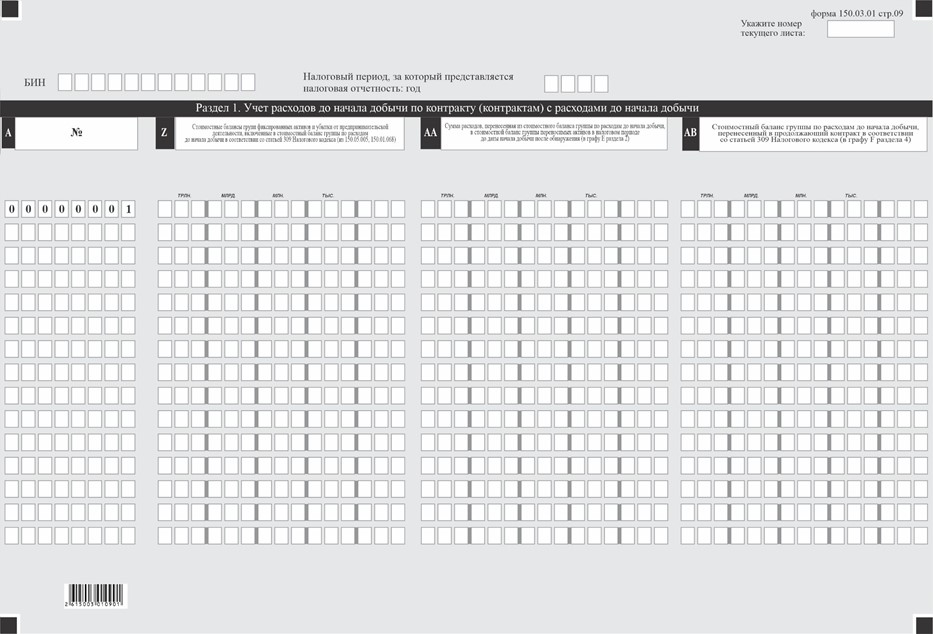 форма 150.03.01 стр.09
Укажите номер
текущего листа:
БИН
Налоговый период, за который представляется
налоговая отчетность: год
Раздел 1. Учет расходов до начала добычи по контракту (контрактам) с расходами до начала добычи
A
№
Z
Стоимостные балансы групп фиксированных активов и убытки от предпринимательской
деятельности, включенные в стоимостный баланс группы по расходам
до начала добычи в соответствии со статьей 309 Налогового кодекса (из 150.05.005, 150.01.008)
AA
Сумма расходов, перенесенная из стоимостного баланса группы по расходам до начала добычи,
в стоимостной баланс группы переносимых активов в налоговом периоде
до даты начала добычи после обнаружения (в графу E раздела 2)
AB
Стоимостный баланс группы по расходам до начала добычи,
перенесенный в продолжающий контракт в соответствии
со статьей 309 Налогового кодекса (в графу F раздела 4)
ТРЛН. МЛРД. МЛН. ТЫС. ТРЛН. МЛРД. МЛН. ТЫС. ТРЛН. МЛРД. МЛН. ТЫС.
0 0 0 0 0 0 0 1
2 615003 010901